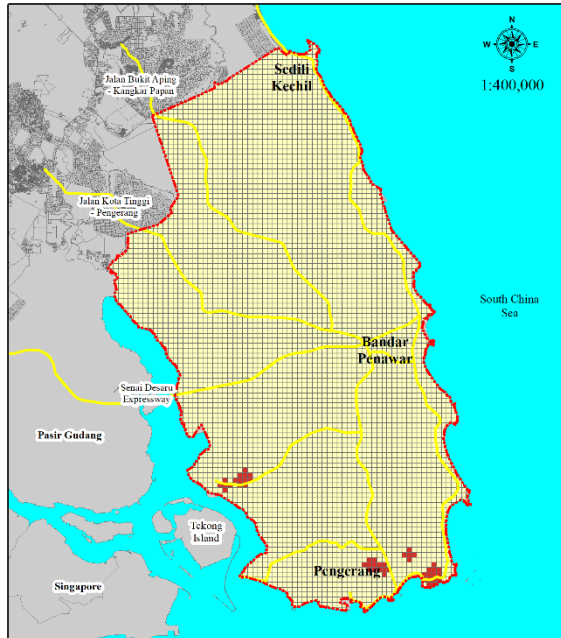 N
W E
S
1:400,000
Sedili
Kechil
Jalan Bukit Aping
- Kangkar Papan
Jalan Kota Tinggi
- Pengerang
South China
Sea
Bandar
Penawar
Senai Desaru
Expressway
Pasir Gudang
Tekong
Island
Pengerang
Singapore